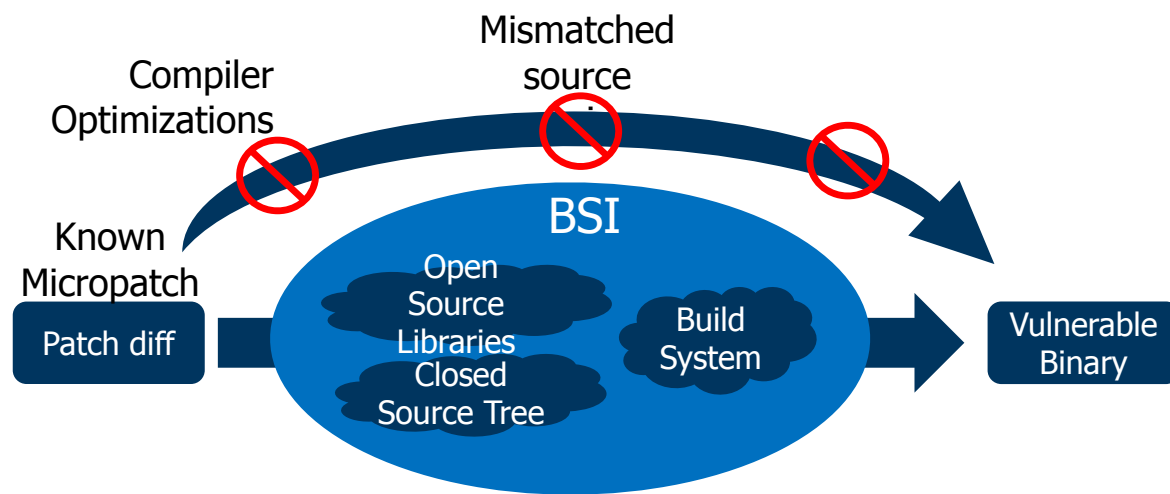 Mismatched
source
Compiler
Optimizations
BSI
Known
Micropatch
Open
Source
Libraries
Build
System
Patch diff
Vulnerable
Binary
Closed
Source Tree